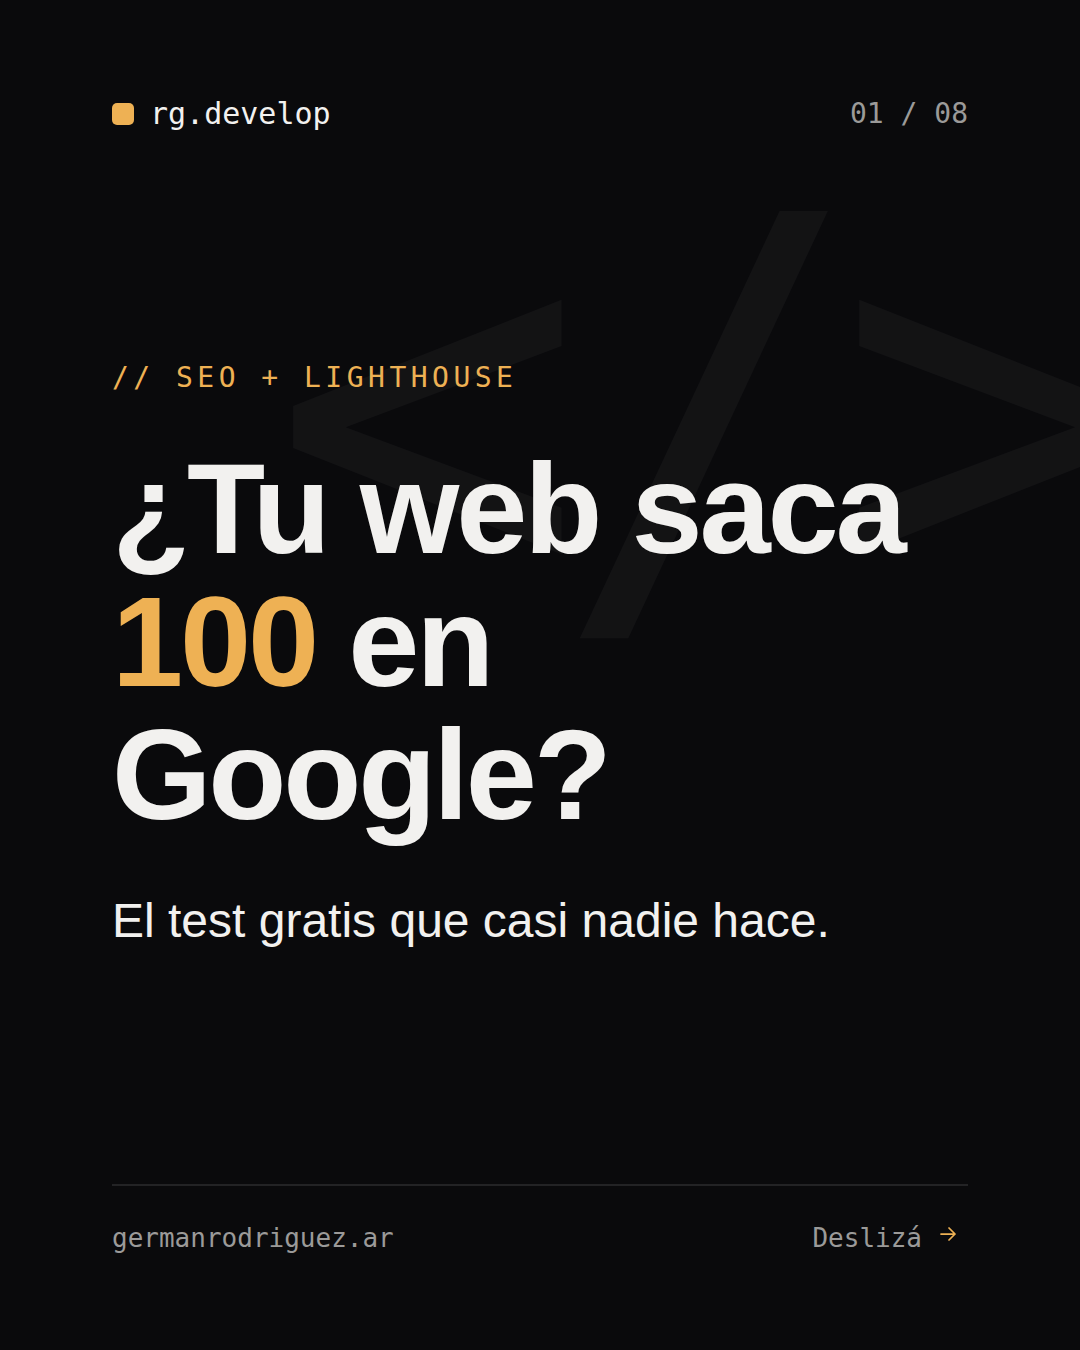 rg.develop
01 / 08
// SEO + LIGHTHOUSE
¿Tu web saca
100 en
Google?
El test gratis que casi nadie hace.
germanrodriguez.ar
Deslizá →